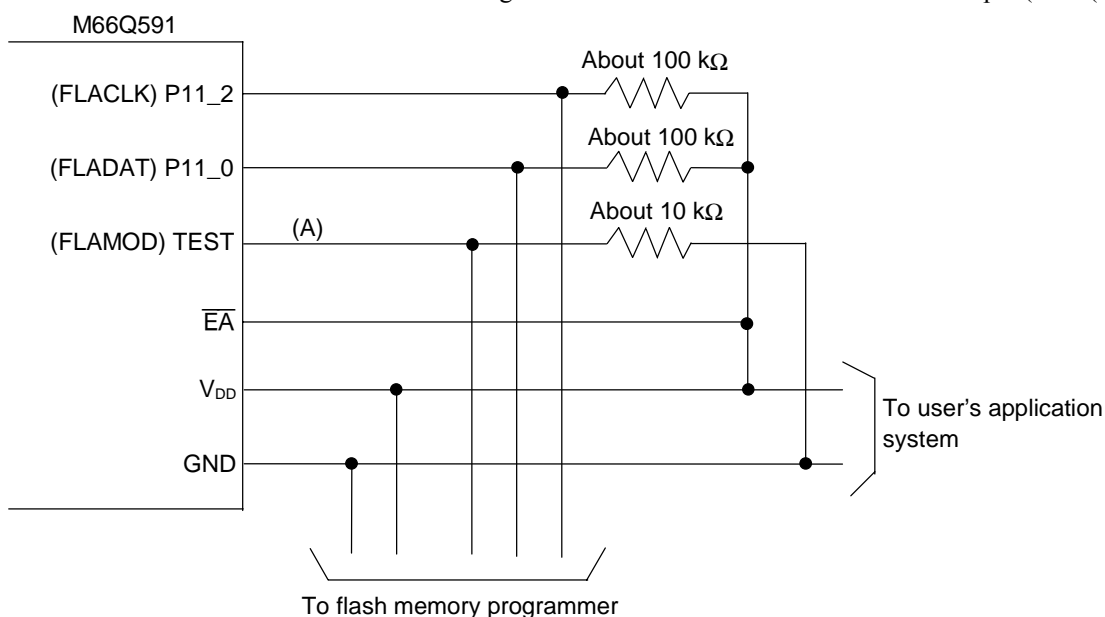 M66Q591
About 100 kΩ
(FLACLK) P11_2
About 100 kΩ
(FLADAT) P11_0
About 10 kΩ
(FLAMOD) TEST
(A)
EA
VDD
To user's application
system
GND
To flash memory programmer